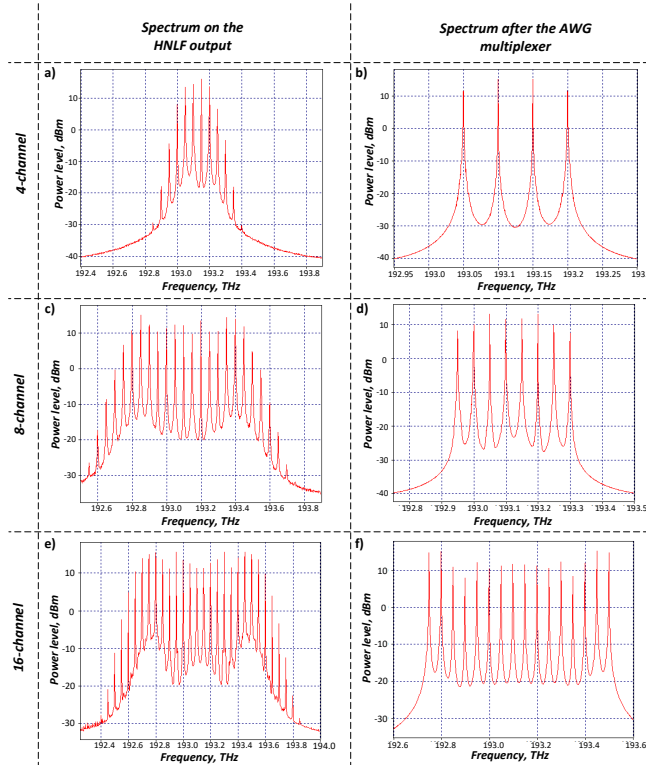 Spectrum on the
HNLF output
Spectrum after the AWG
multiplexer
4-channel
a)
Power level, dBm
10
0
-10
-20
-30
-40
192.4 192.6 192.8 193.0 193.2 193.4 193.6 193.8
Frequency, THz
b)
Power level, dBm
10
0
-10
-20
-30
-40
192.95 193.0 193.05 193.1 193.15 193.2 193.
Frequency, THz
8-channel
c)
Power level, dBm
10
0
-10
-20
-30
192.6 192.8 193.0 193.2 193.4 193.6 193.8
Frequency, THz
d)
Power level, dBm
10
0
-10
-20
-30
-40
192.8 192.9 193.0 193.1 193.2 193.3 193.4 193.5
Frequency, THz
16-channel
e)
Power level, dBm
10
0
-10
-20
-30
192.4 192.6 192.8 193.0 193.2 193.4 193.6 193.8 194.0
Frequency, THz
f)
Power level, dBm
10
0
-10
-20
-30
192.6 192.8 193.0 193.2 193.4 193.6
Frequency, THz